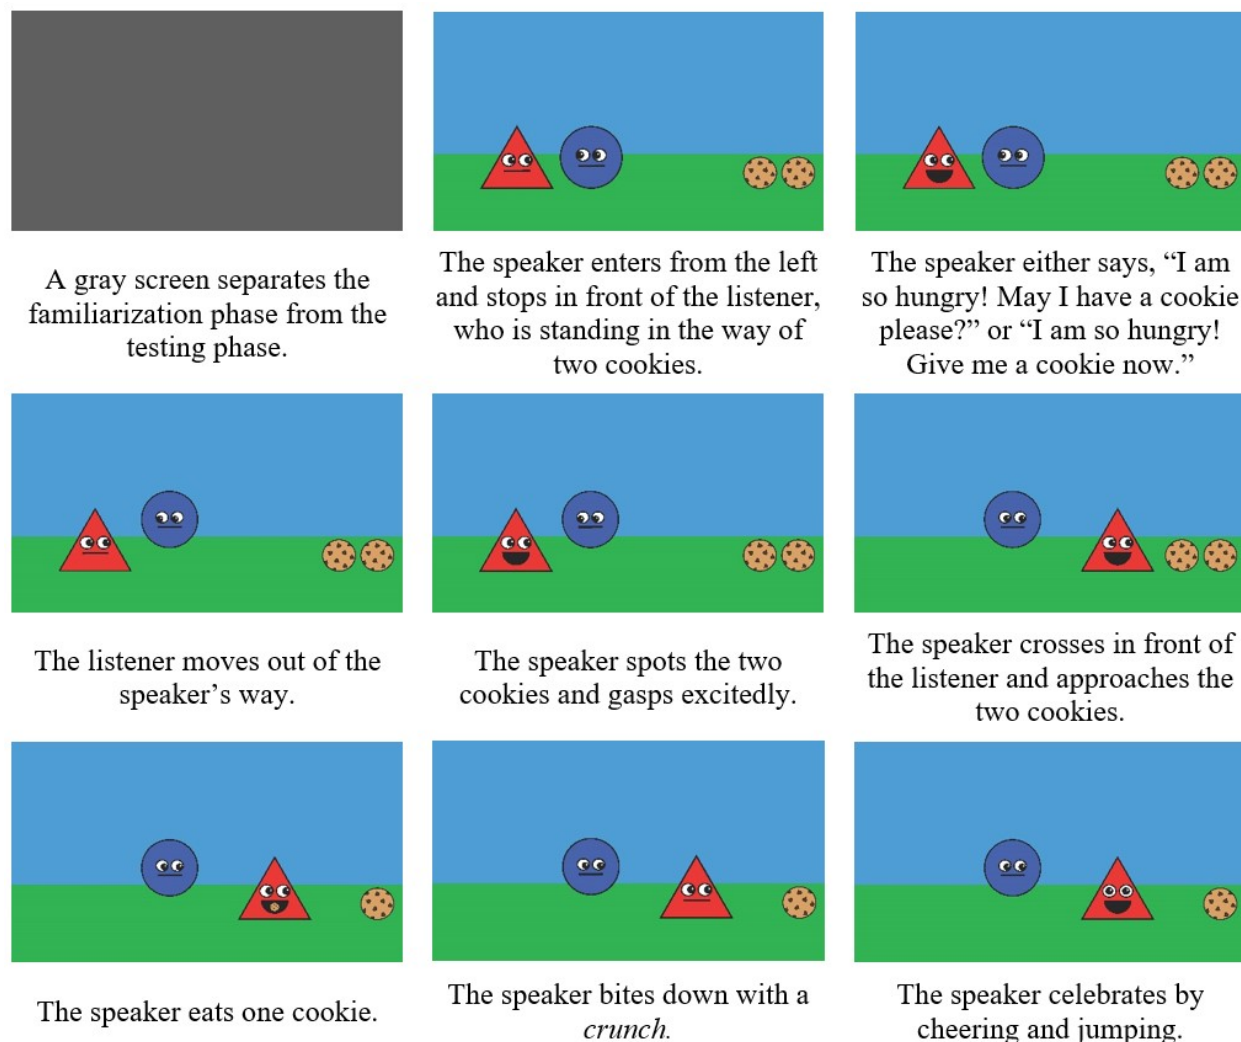 A gray screen separates the
familiarization phase from the
testing phase.
The speaker enters from the left
and stops in front of the listener,
who is standing in the way of
two cookies.
The speaker either says, “I am
so hungry! May I have a cookie
please?” or “I am so hungry!
Give me a cookie now.”
The listener moves out of the
speaker’s way.
The speaker spots the two
cookies and gasps excitedly.
The speaker crosses in front of
the listener and approaches the
two cookies.
The speaker eats one cookie.
The speaker bites down with a
crunch.
The speaker celebrates by
cheering and jumping.